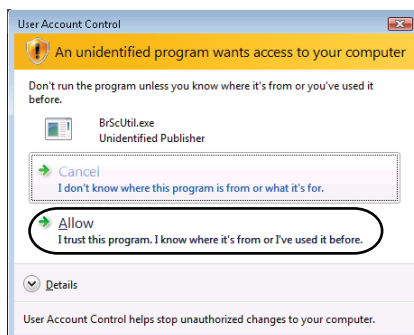 User Account Control
An unidentified program wants access to your computer
Don't run the program unless you know where it's from or you've used it
before.
BrScUtil.exe
Unidentified Publisher
Cancel
I don't know where this program is from or what it's for.
Allow
I trust this program. I know where it's from or I've used it before.
Details
User Account Control helps stop unauthorized changes to your computer.